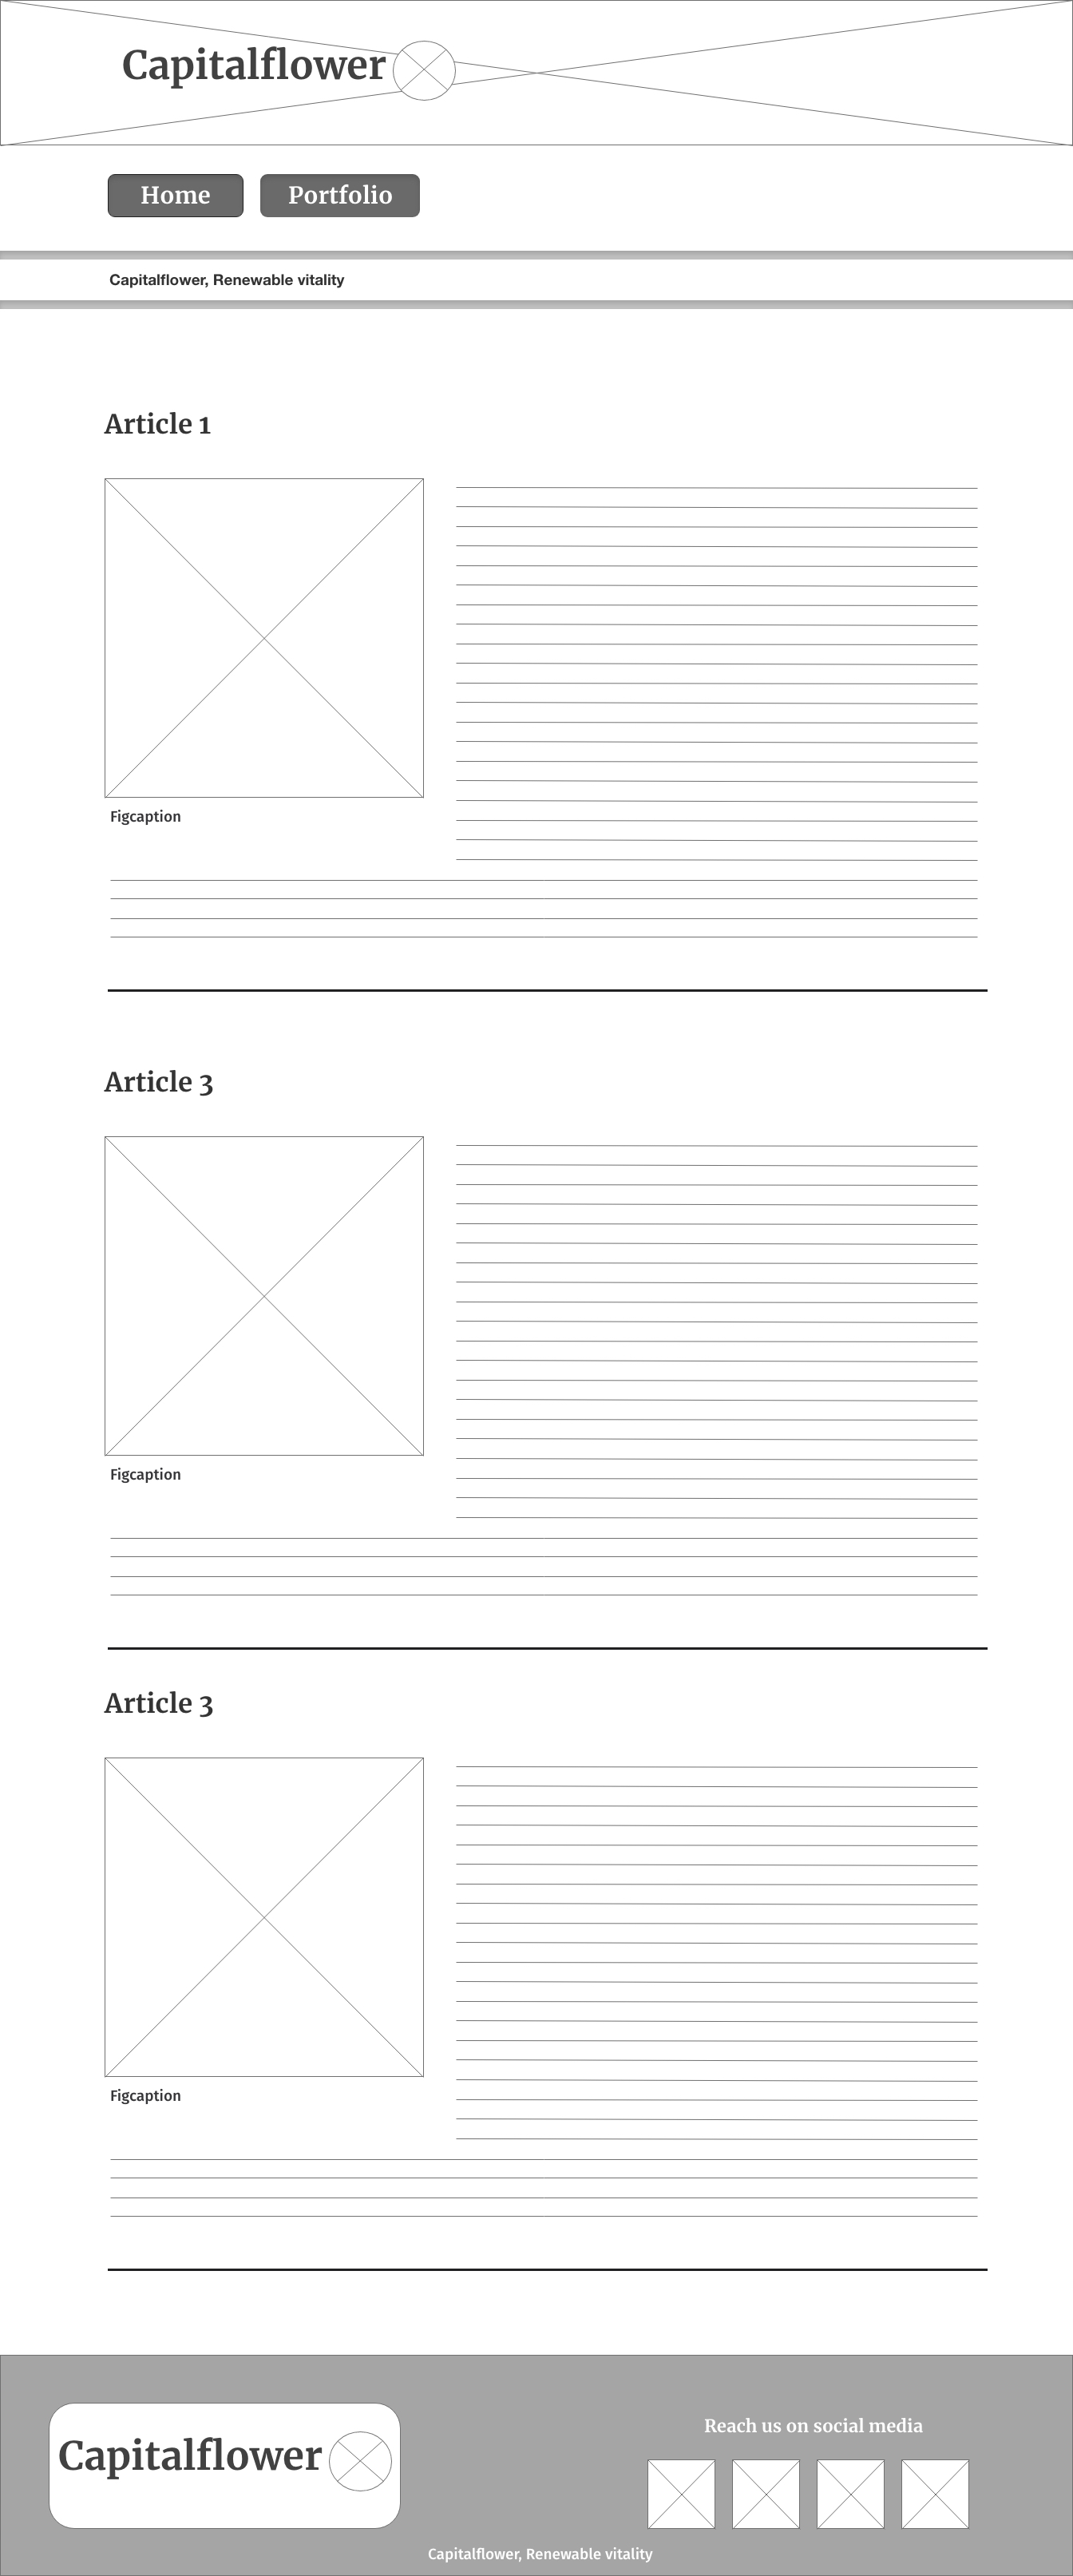 Capitalflower
Home Portfolio
Capitalflower, Renewable vitality
Article 1
Figcaption
Article 3
Figcaption
Article 3
Figcaption
Reach us on social media
Capitalflower
Capitalflower, Renewable vitality